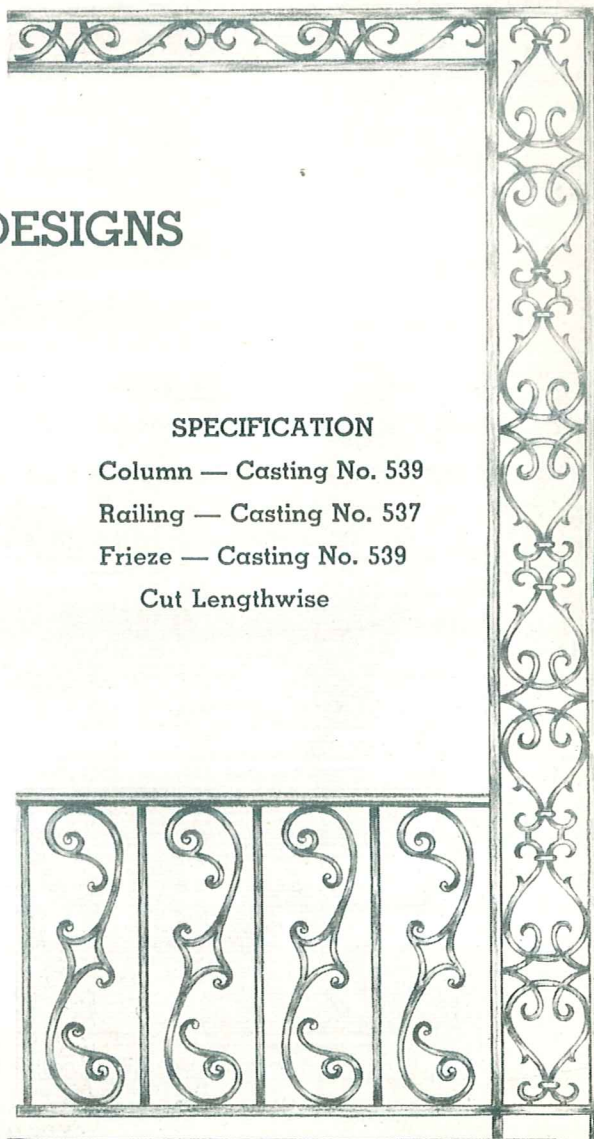 DESIGNS
SPECIFICATION
Column — Casting No. 539
Railing — Casting No. 537
Frieze — Casting No. 539
Cut Lengthwise